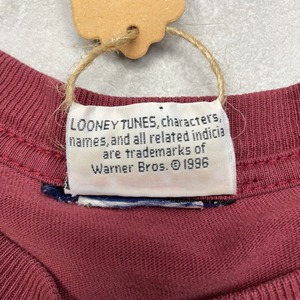 LOONEY TUNES, characters,
names, and all related indicia
are trademarks of
Warner Bros. © 1996